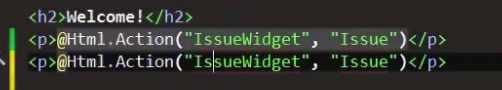 <h2>Welcome!</h2>
<p>@Html.Action("IssueWidget", "Issue")</p>
<p>@Html.Action("IssueWidget", "Issue")</p>